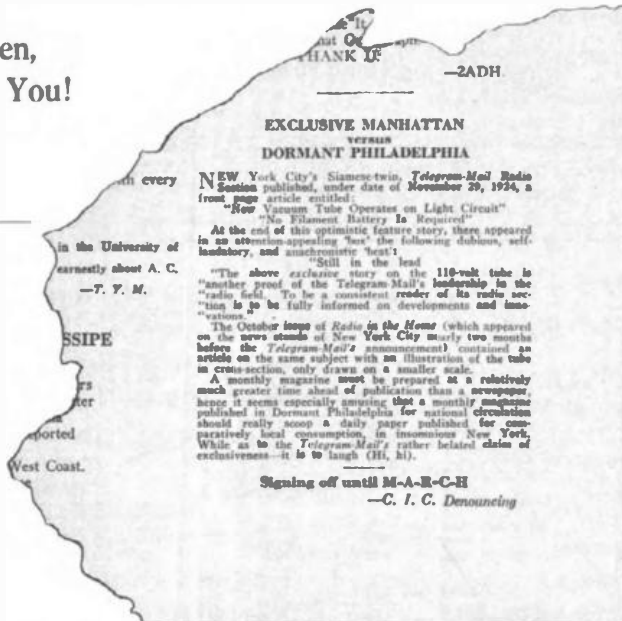 en,
You!
e It
THANK U!
—2ADH.
EXCLUSIVE MANHATTAN
versus
DORMANT PHILADELPHIA
NEW York City's Siamese-twin, Telegram-Mail Radio
Section published, under date of November 29, 1924, a
front page article entitled:
"New Vacuum Tube Operates on Light Circuit"
"No Filament Battery Is Required"
At the end of this optimistic feature story, there appeared
in an attention-appealing 'box' the following dubious, self-
laudatory, and anachronistic 'beat':
"Still in the lead
"The above exclusive story on the 110-volt tube is
"another proof of the Telegram-Mail's leadership in the
"radio field. To be a consistent reader of its radio sec-
"tion is to be fully informed on developments and inno-
"vations."
The October issue of Radio in the Home (which appeared
on the news stands of New York City nearly two months
before the Telegram-Mail's announcement) contained an
article on the same subject with an illustration of the tube
in cross-section, only drawn on a smaller scale.
A monthly magazine must be prepared at a relatively
much greater time ahead of publication than a newspaper,
hence it seems especially amusing that a monthly magazine
published in Dormant Philadelphia for national circulation
should really scoop a daily paper published for com-
paratively local consumption, in insomnious New York.
While as to the Telegram-Mail's rather belated claim of
exclusiveness—it is to laugh (Hi, hi).
Signing off until M-A-R-C-H
—C. I. C. Denouncing
every
in the University of
earnestly about A. C.
—T. Y. M.
SSIPE
rs
ter
eported
West Coast.